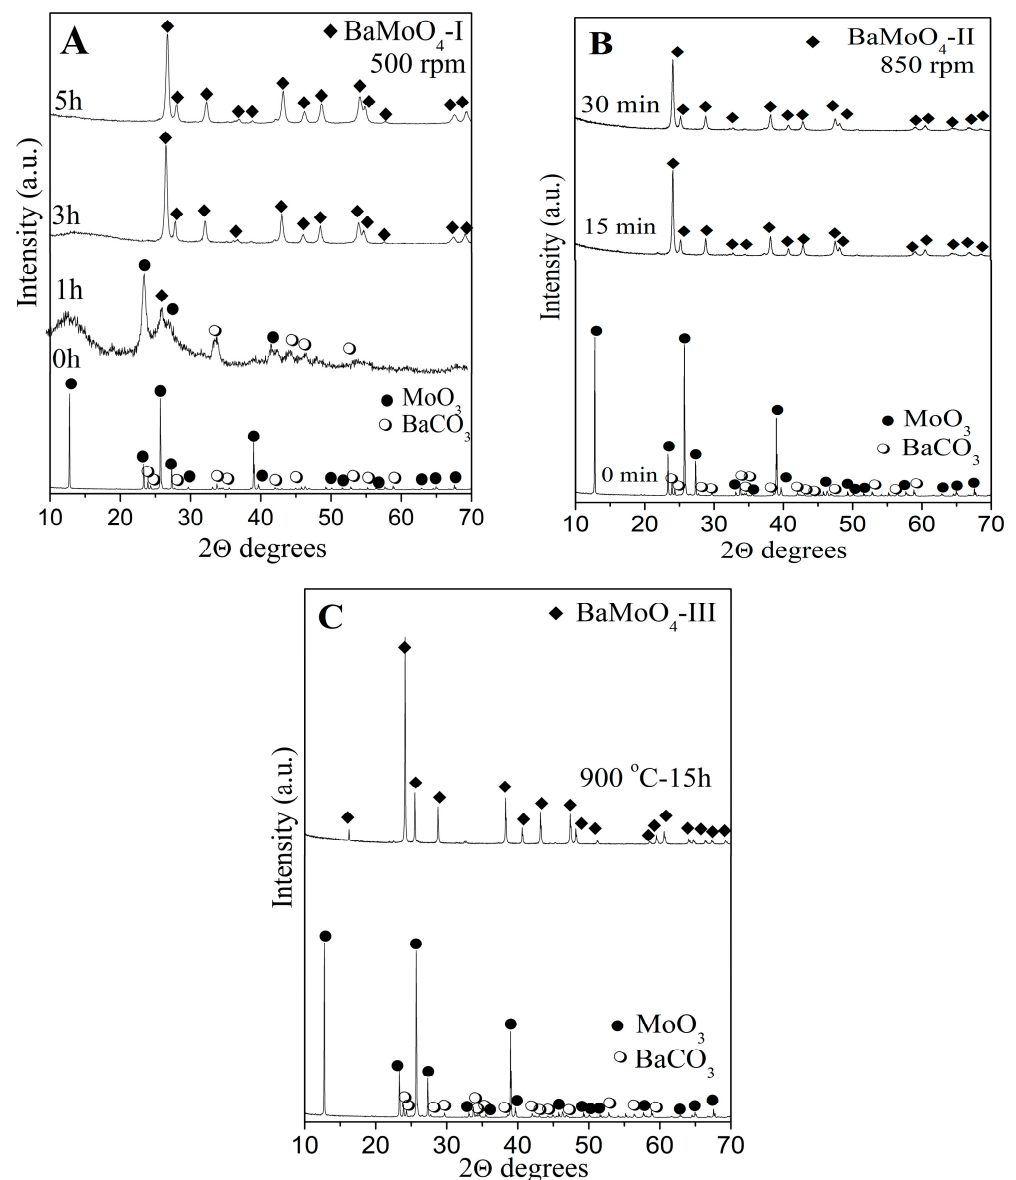 A
◆ BaMoO₄-I
500 rpm
5h
3h
1h
0h
● MoO₃
BaCO₃
Intensity (a.u.)
10 20 30 40 50 60 70
2Θ degrees
B
◆ BaMoO₄-II
850 rpm
30 min
15 min
0 min
● MoO₃
BaCO₃
Intensity (a.u.)
10 20 30 40 50 60 70
2Θ degrees
C
◆ BaMoO₄-III
900 °C-15h
● MoO₃
BaCO₃
Intensity (a.u.)
10 20 30 40 50 60 70
2Θ degrees